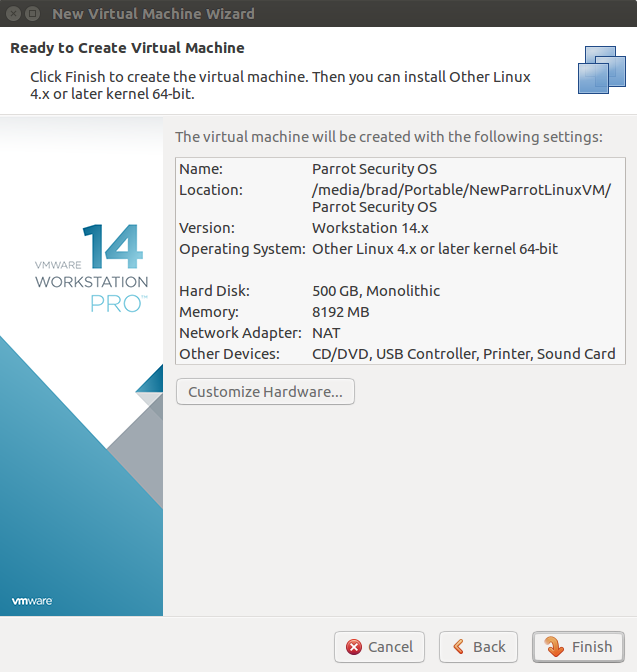 New Virtual Machine Wizard
Ready to Create Virtual Machine
Click Finish to create the virtual machine. Then you can install Other Linux
4.x or later kernel 64-bit.
The virtual machine will be created with the following settings:
Name: Parrot Security OS
Location: /media/brad/Portable/NewParrotLinuxVM/
Parrot Security OS
Version: Workstation 14.x
Operating System: Other Linux 4.x or later kernel 64-bit
Hard Disk: 500 GB, Monolithic
Memory: 8192 MB
Network Adapter: NAT
Other Devices: CD/DVD, USB Controller, Printer, Sound Card
Customize Hardware...
VMWARE 14
WORKSTATION
PRO™
vmware
Cancel Back Finish